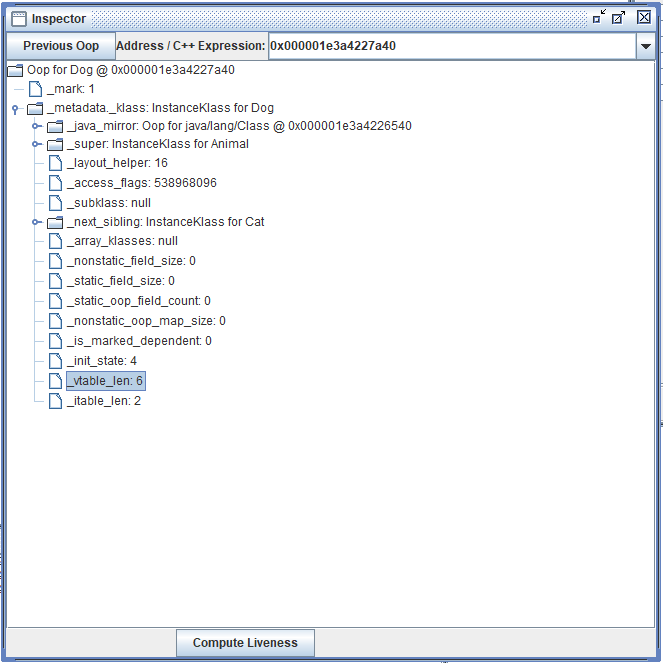 Inspector
Previous Oop Address / C++ Expression: 0x000001e3a4227a40
Oop for Dog @ 0x000001e3a4227a40
_mark: 1
_metadata._klass: InstanceKlass for Dog
_java_mirror: Oop for java/lang/Class @ 0x000001e3a4226540
_super: InstanceKlass for Animal
_layout_helper: 16
_access_flags: 538968096
_subklass: null
_next_sibling: InstanceKlass for Cat
_array_klasses: null
_nonstatic_field_size: 0
_static_field_size: 0
_static_oop_field_count: 0
_nonstatic_oop_map_size: 0
_is_marked_dependent: 0
_init_state: 4
_vtable_len: 6
_itable_len: 2
Compute Liveness